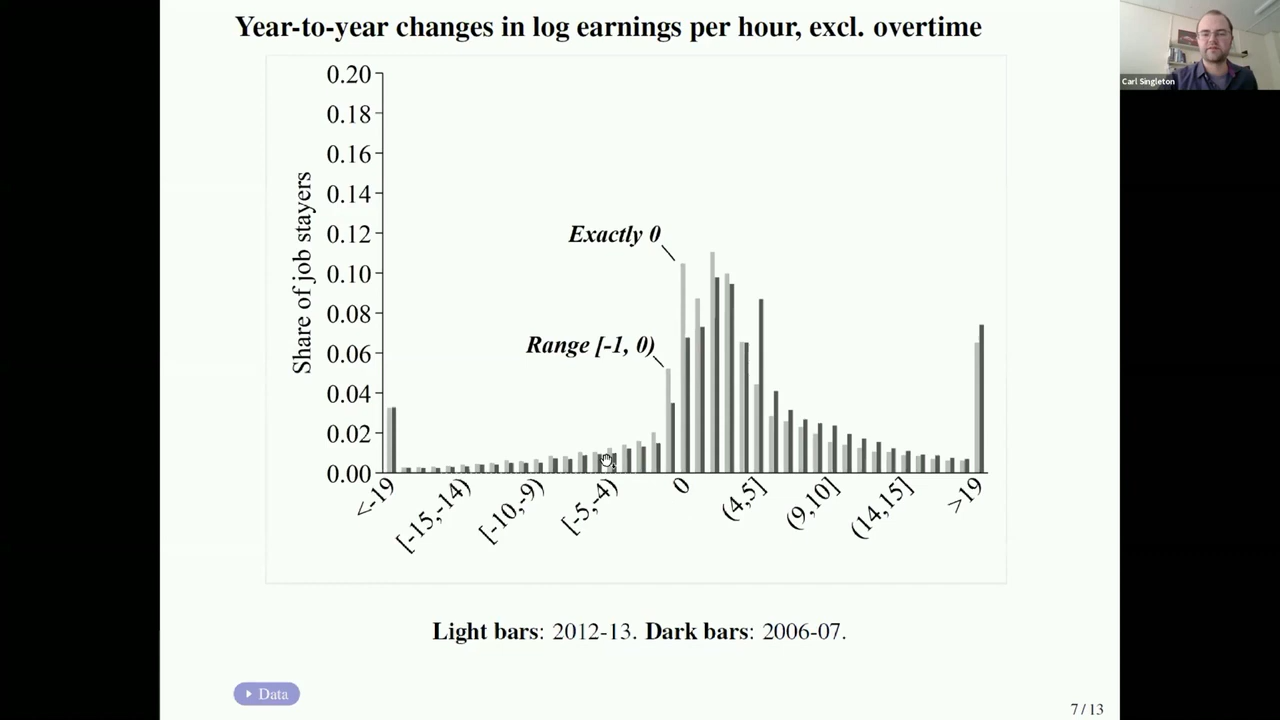 Year-to-year changes in log earnings per hour, excl. overtime
Carl Singleton
Share of job stayers
0.20
0.18
0.16
0.14
0.12
0.10
0.08
0.06
0.04
0.02
0.00
Exactly 0
Range [-1, 0)
<-19
[-15,-14)
[-10,-9)
[-5,-4)
0
(4,5]
(9,10]
(14,15]
>19
Light bars: 2012-13. Dark bars: 2006-07.
Data
7 / 13